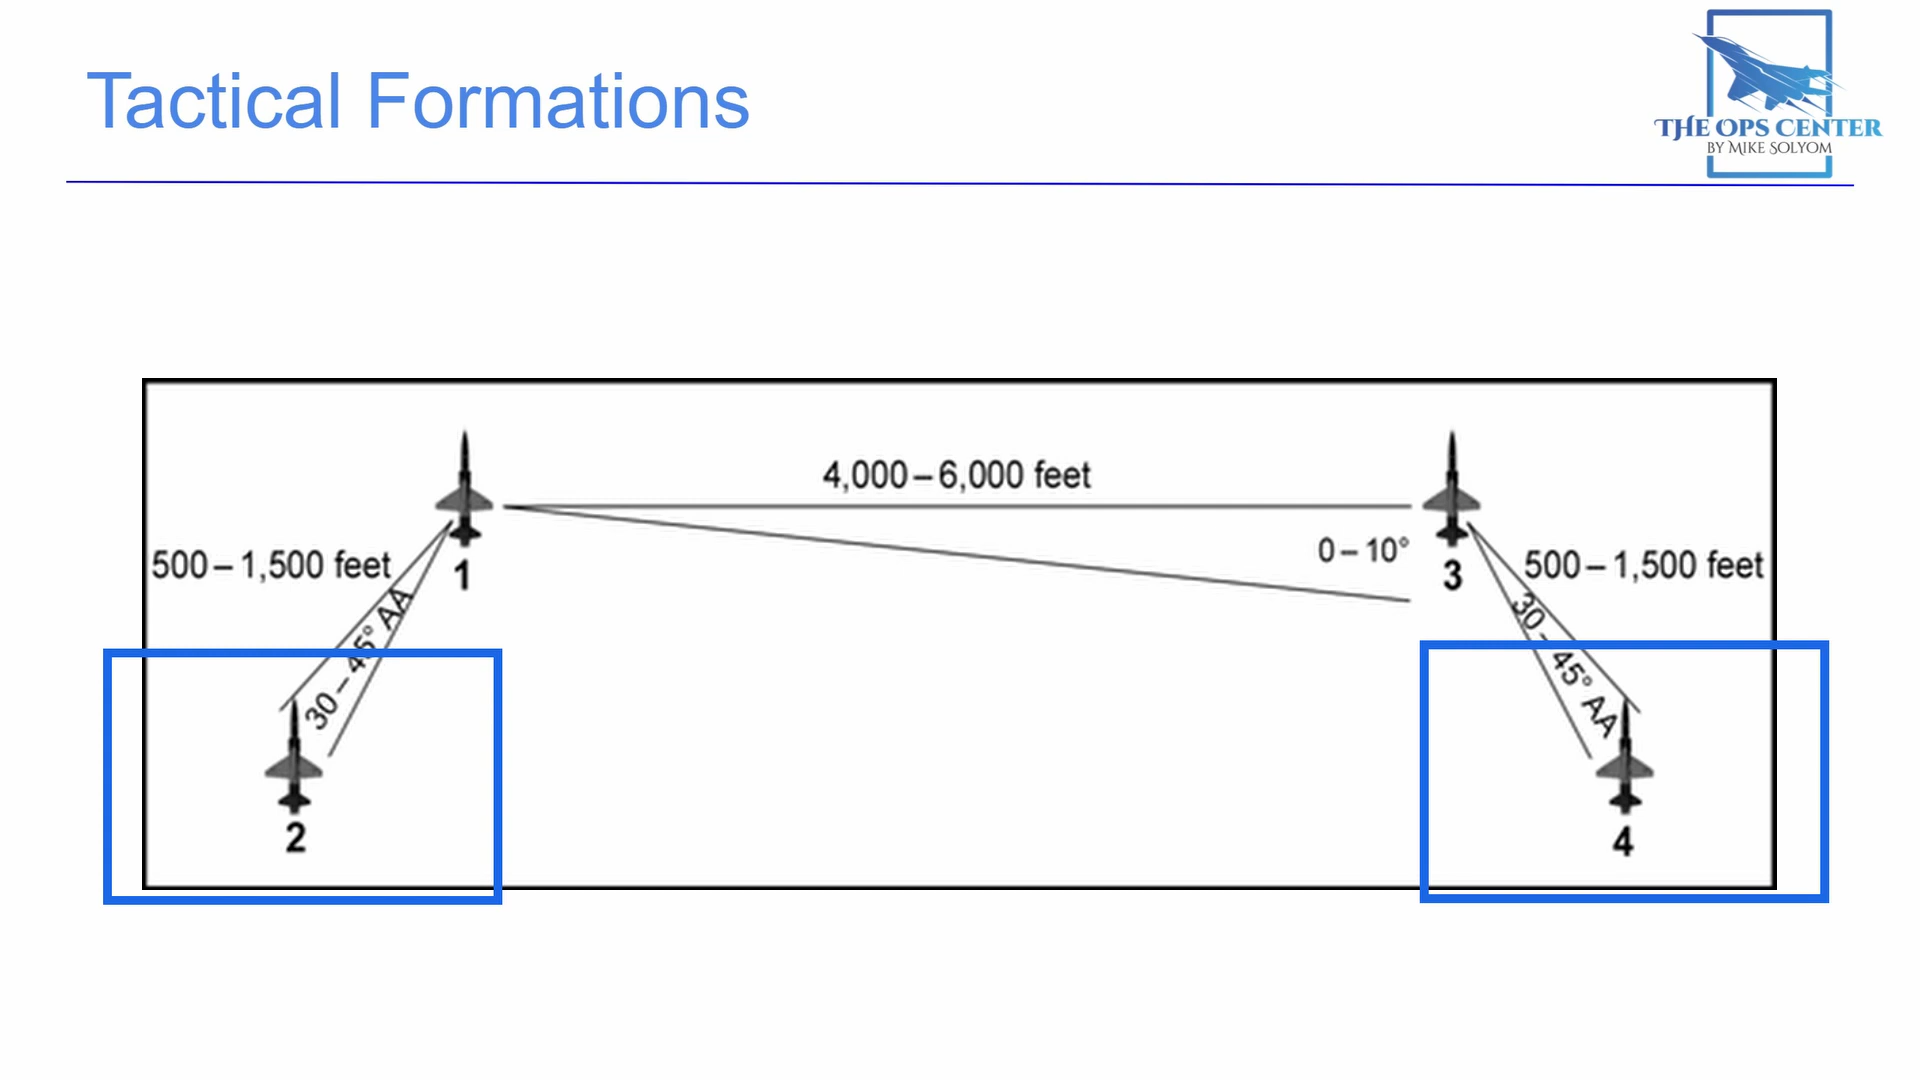 Tactical Formations
THE OPS CENTER
BY MIKE SOLYOM
4,000 – 6,000 feet
0 – 10°
500 – 1,500 feet
1
3
500 – 1,500 feet
30 – 45° AA
30 – 45° AA
2
4